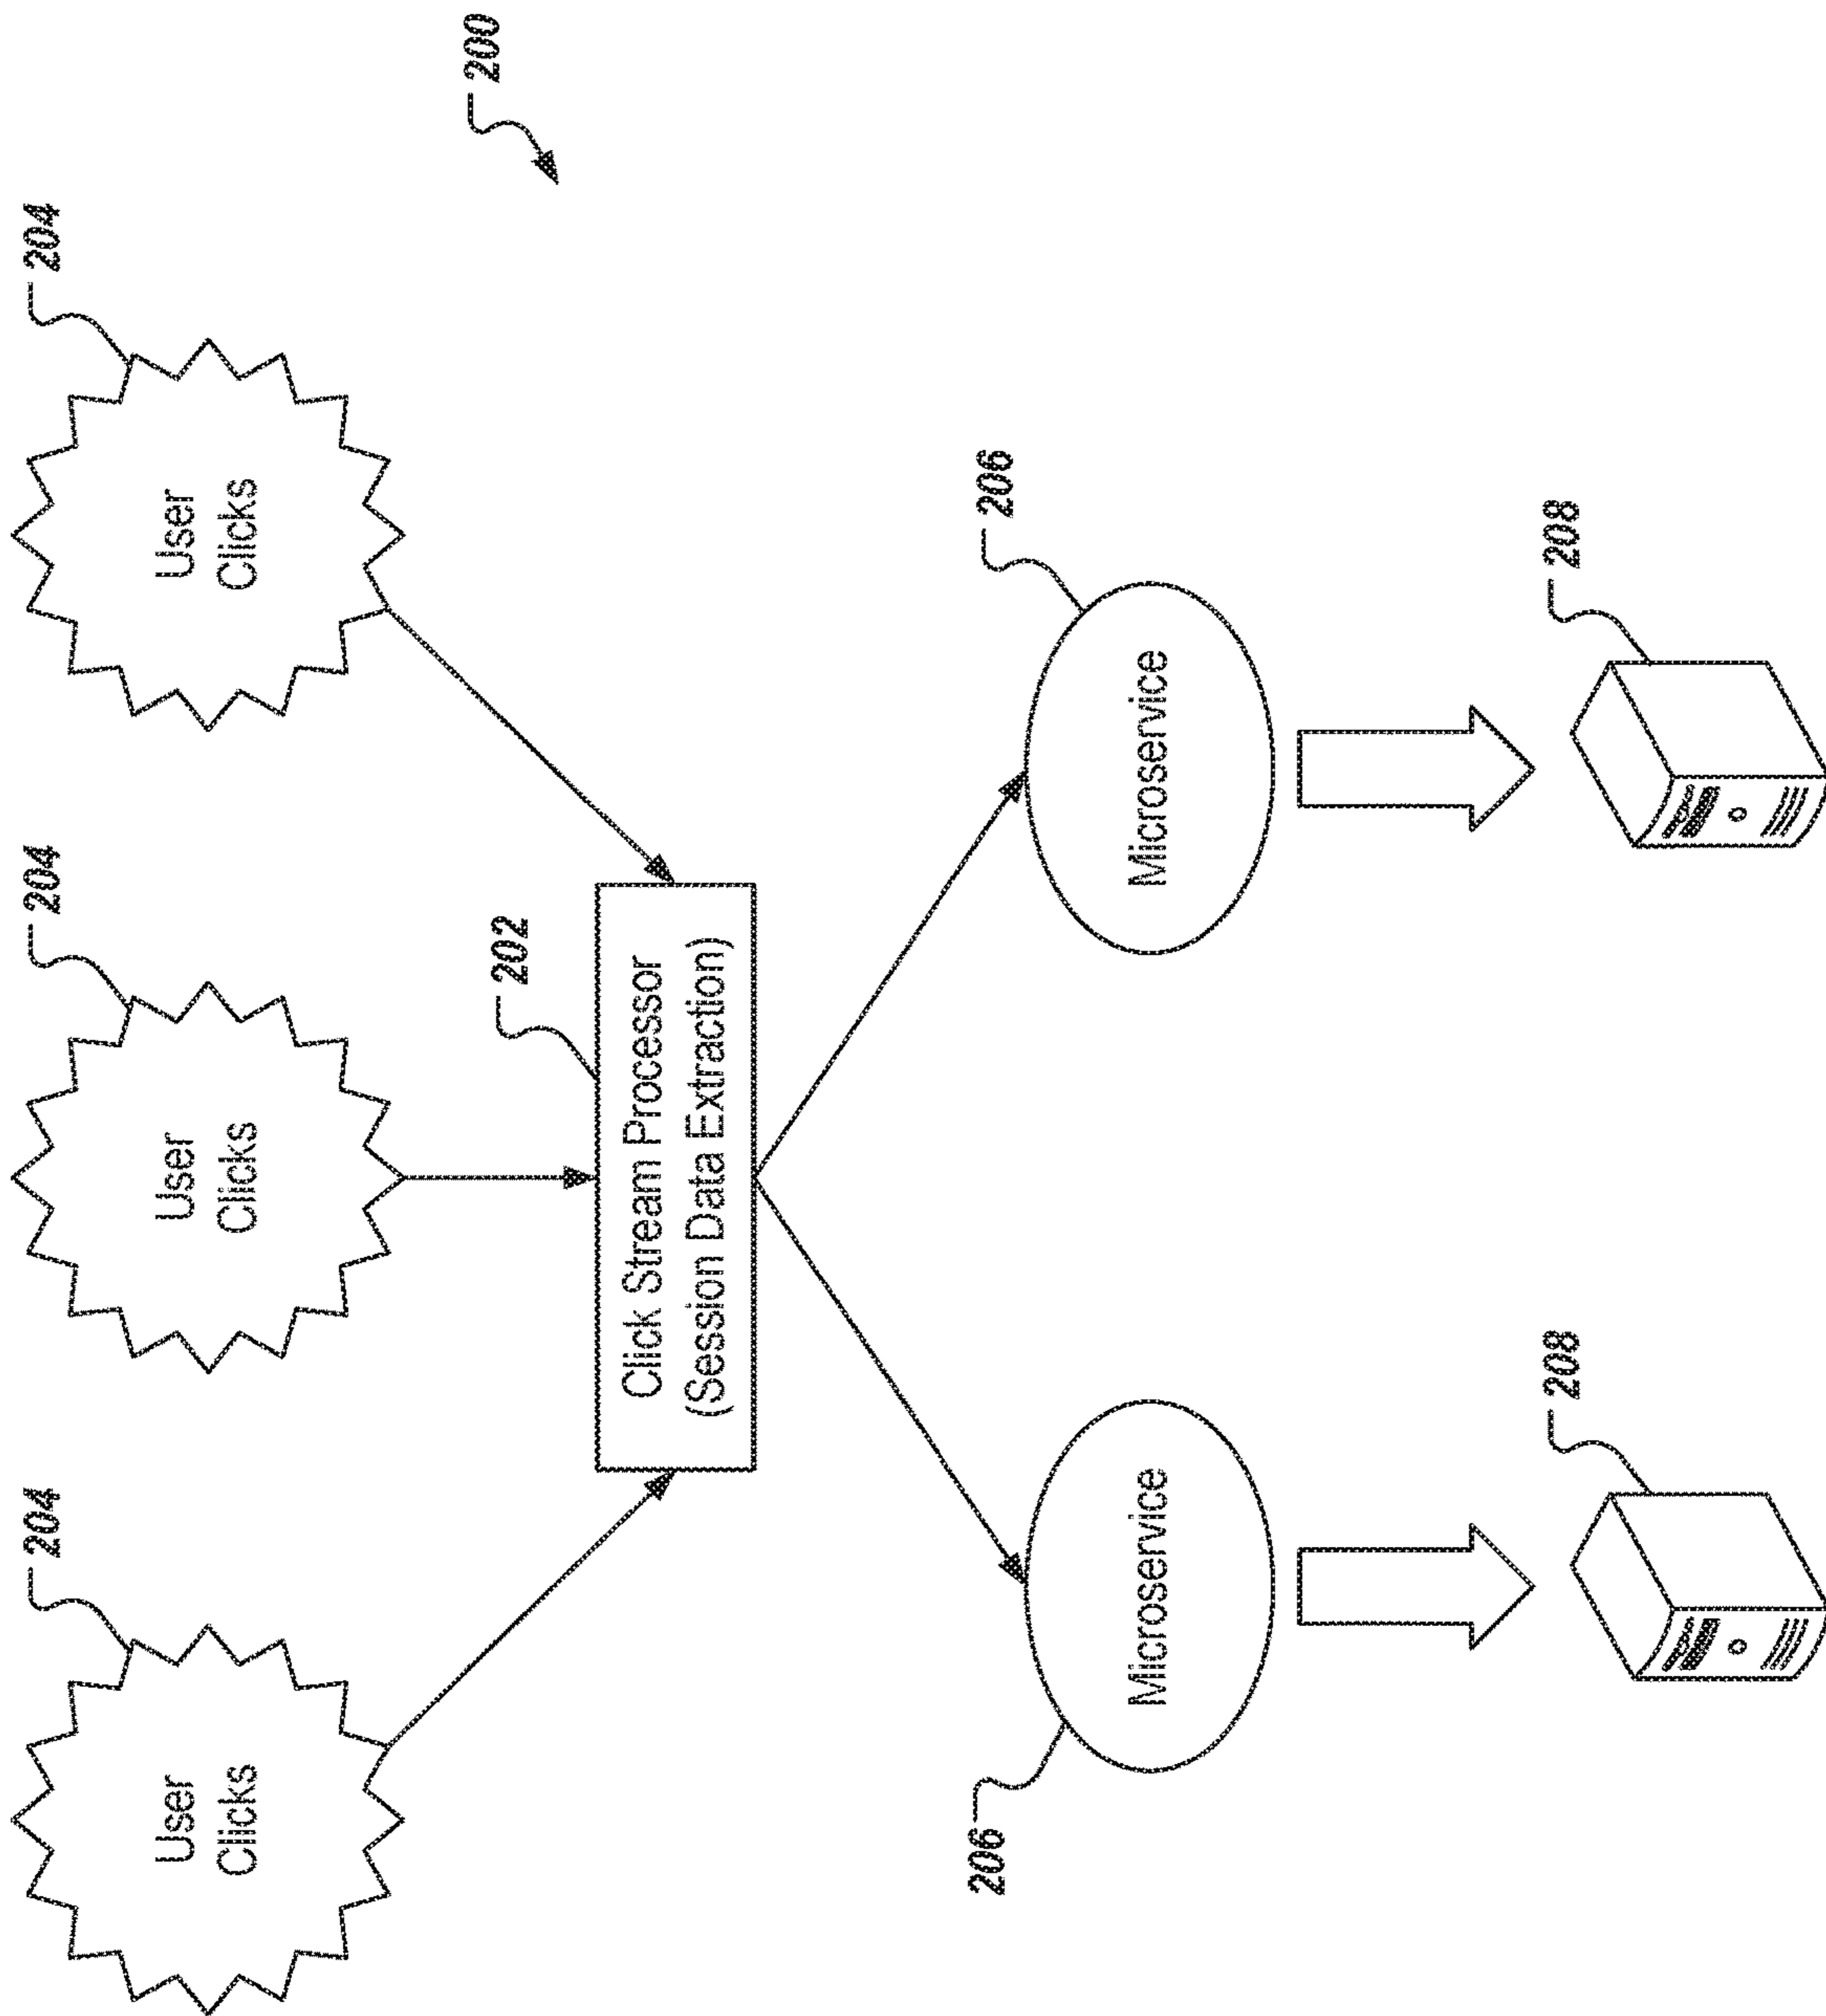 204
204
204
User
Clicks
User
Clicks
User
Clicks
200
202
Click Stream Processor
(Session Data Extraction)
206
206
Microservice
Microservice
208
208